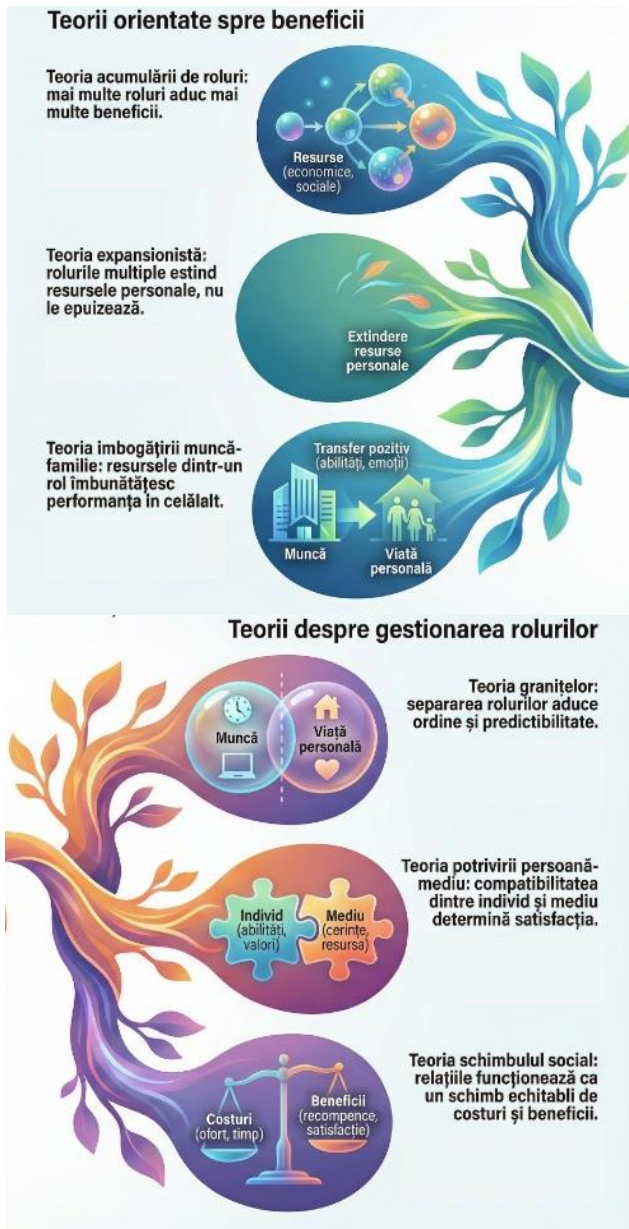 Teorii orientate spre beneficii
Teoria acumulării de roluri:
mai multe roluri aduc mai
multe beneficii.
Resurse
(economice,
sociale)
Teoria expansionistă:
rolurile multiple estind
resursele personale, nu
le epuizează.
Extindere
resurse
personale
Teoria imbogățirii muncă-
familie: resursele dintr-un
rol îmbunătățesc
performanța in celălalt.
Transfer pozitiv
(abilități, emoții)
Muncă
Viată
personală
Teorii despre gestionarea rolurilor
Muncă
Viață
personală
Teoria granițelor:
separarea rolurilor aduce
ordine și predictibilitate.
Individ
(abilități,
valori)
Mediu
(cerințe,
resursa)
Teoria potrivirii persoană-
mediu: compatibilitatea
dintre individ și mediu
determină satisfacția.
Costuri
(ofort, timp)
Beneficii
(recompence,
satisfacție)
Teoria schimbulul social:
relațiile funcționează ca
un schimb echitabli de
costuri și beneficii.